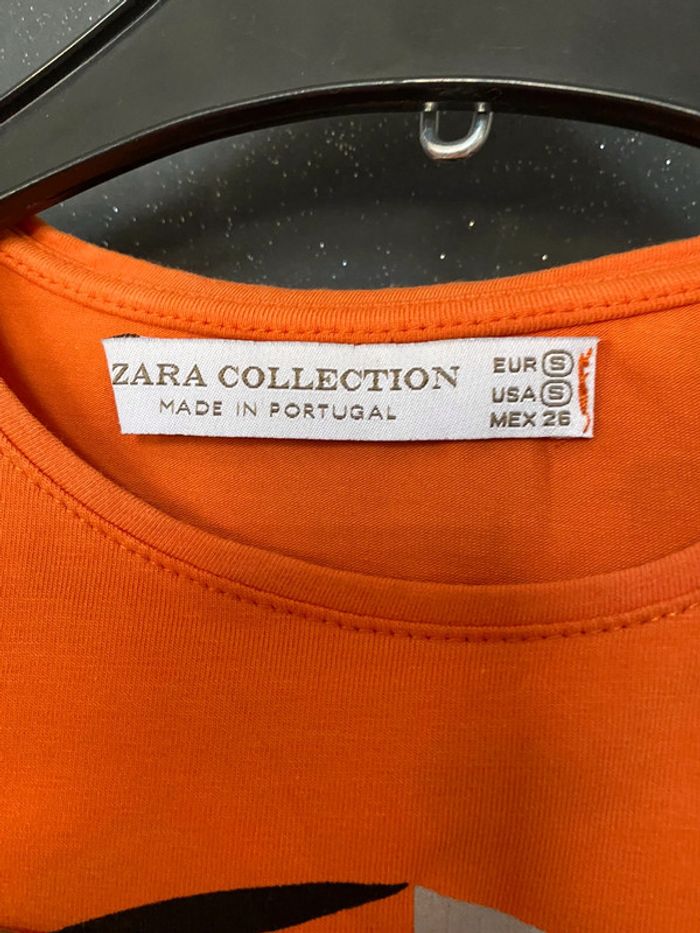 ZARA COLLECTION
MADE IN PORTUGAL
EUR S
USA S
MEX 26